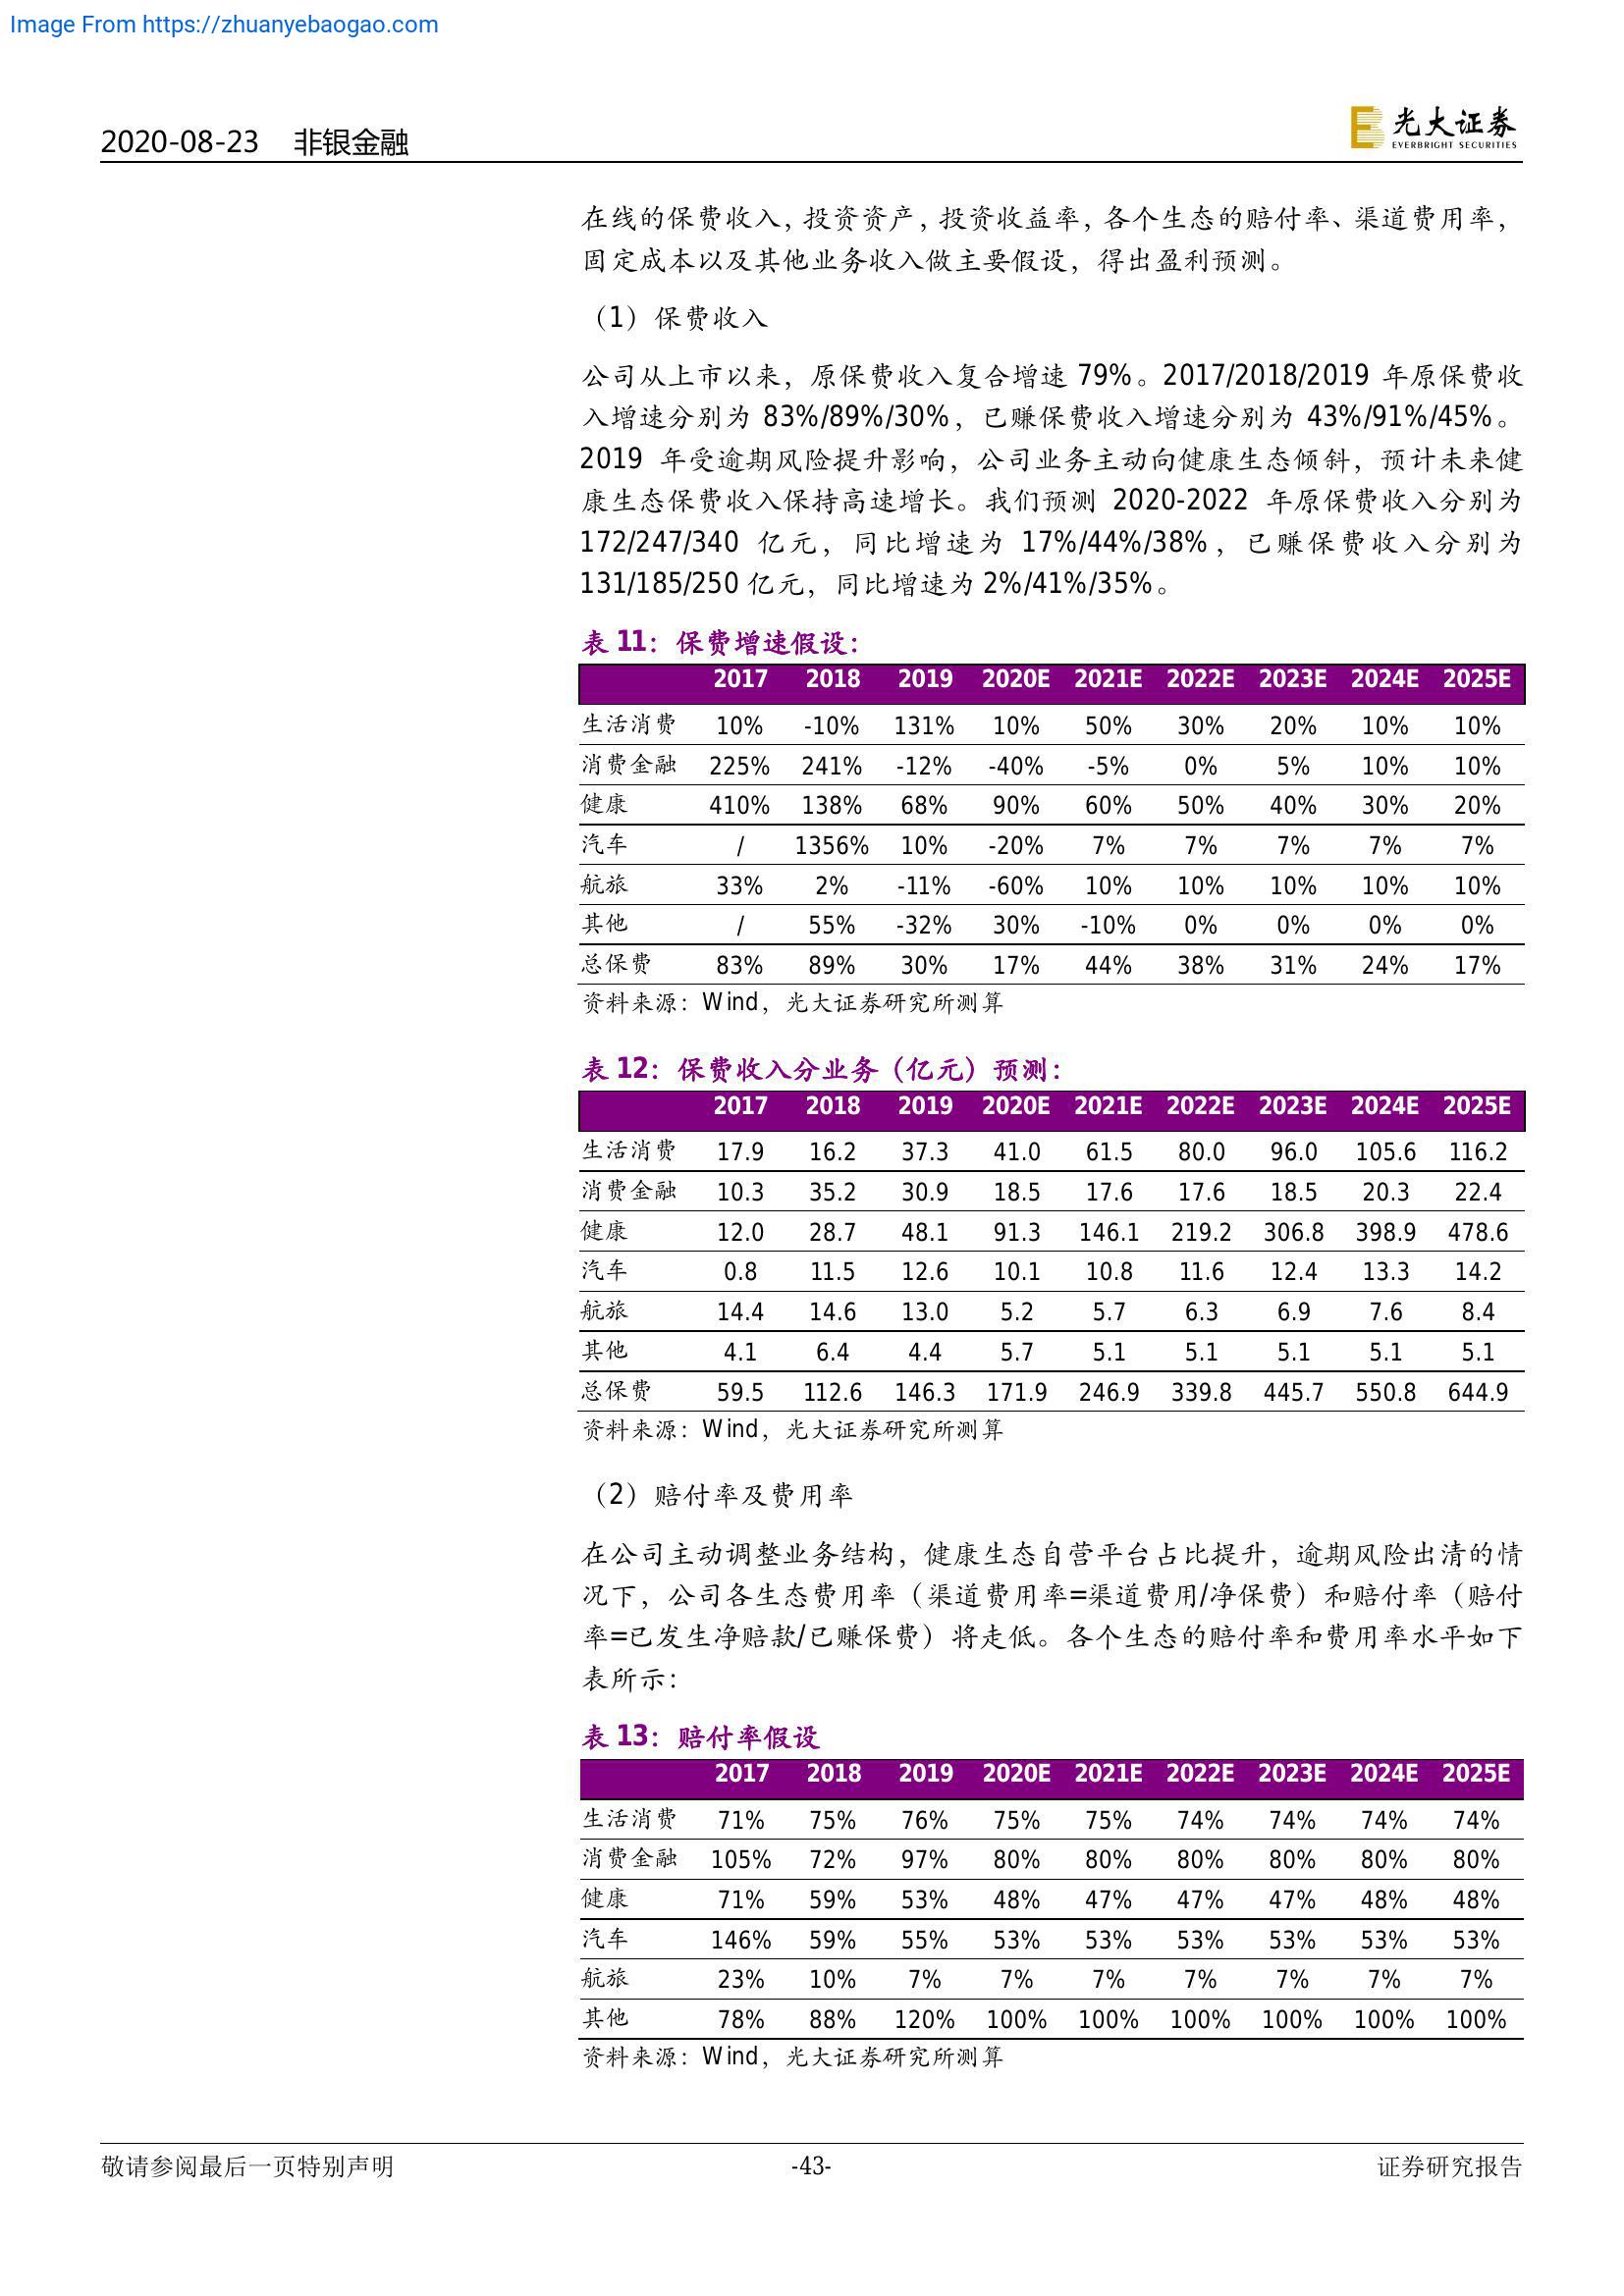 Image From https://zhuanyebaogao.com
2020-08-23 非银金融
光大证券
EVERBRIGHT SECURITIES
在线的保费收入，投资资产，投资收益率，各个生态的赔付率、渠道费用率，
固定成本以及其他业务收入做主要假设，得出盈利预测。
（1）保费收入
公司从上市以来，原保费收入复合增速 79%。2017/2018/2019 年原保费收
入增速分别为 83%/89%/30%，已赚保费收入增速分别为 43%/91%/45%。
2019 年受逾期风险提升影响，公司业务主动向健康生态倾斜，预计未来健
康生态保费收入保持高速增长。我们预测 2020-2022 年原保费收入分别为
172/247/340 亿元，同比增速为 17%/44%/38%，已赚保费收入分别为
131/185/250 亿元，同比增速为 2%/41%/35%。
表 11：保费增速假设：
2017 2018 2019 2020E 2021E 2022E 2023E 2024E 2025E
生活消费 10% -10% 131% 10% 50% 30% 20% 10% 10%
消费金融 225% 241% -12% -40% -5% 0% 5% 10% 10%
健康 410% 138% 68% 90% 60% 50% 40% 30% 20%
汽车 / 1356% 10% -20% 7% 7% 7% 7% 7%
航旅 33% 2% -11% -60% 10% 10% 10% 10% 10%
其他 / 55% -32% 30% -10% 0% 0% 0% 0%
总保费 83% 89% 30% 17% 44% 38% 31% 24% 17%
资料来源：Wind，光大证券研究所测算
表 12：保费收入分业务（亿元）预测：
2017 2018 2019 2020E 2021E 2022E 2023E 2024E 2025E
生活消费 17.9 16.2 37.3 41.0 61.5 80.0 96.0 105.6 116.2
消费金融 10.3 35.2 30.9 18.5 17.6 17.6 18.5 20.3 22.4
健康 12.0 28.7 48.1 91.3 146.1 219.2 306.8 398.9 478.6
汽车 0.8 11.5 12.6 10.1 10.8 11.6 12.4 13.3 14.2
航旅 14.4 14.6 13.0 5.2 5.7 6.3 6.9 7.6 8.4
其他 4.1 6.4 4.4 5.7 5.1 5.1 5.1 5.1 5.1
总保费 59.5 112.6 146.3 171.9 246.9 339.8 445.7 550.8 644.9
资料来源：Wind，光大证券研究所测算
（2）赔付率及费用率
在公司主动调整业务结构，健康生态自营平台占比提升，逾期风险出清的情
况下，公司各生态费用率（渠道费用率=渠道费用/净保费）和赔付率（赔付
率=已发生净赔款/已赚保费）将走低。各个生态的赔付率和费用率水平如下
表所示：
表 13：赔付率假设
2017 2018 2019 2020E 2021E 2022E 2023E 2024E 2025E
生活消费 71% 75% 76% 75% 75% 74% 74% 74% 74%
消费金融 105% 72% 97% 80% 80% 80% 80% 80% 80%
健康 71% 59% 53% 48% 47% 47% 47% 48% 48%
汽车 146% 59% 55% 53% 53% 53% 53% 53% 53%
航旅 23% 10% 7% 7% 7% 7% 7% 7% 7%
其他 78% 88% 120% 100% 100% 100% 100% 100% 100%
资料来源：Wind，光大证券研究所测算
敬请参阅最后一页特别声明 -43- 证券研究报告